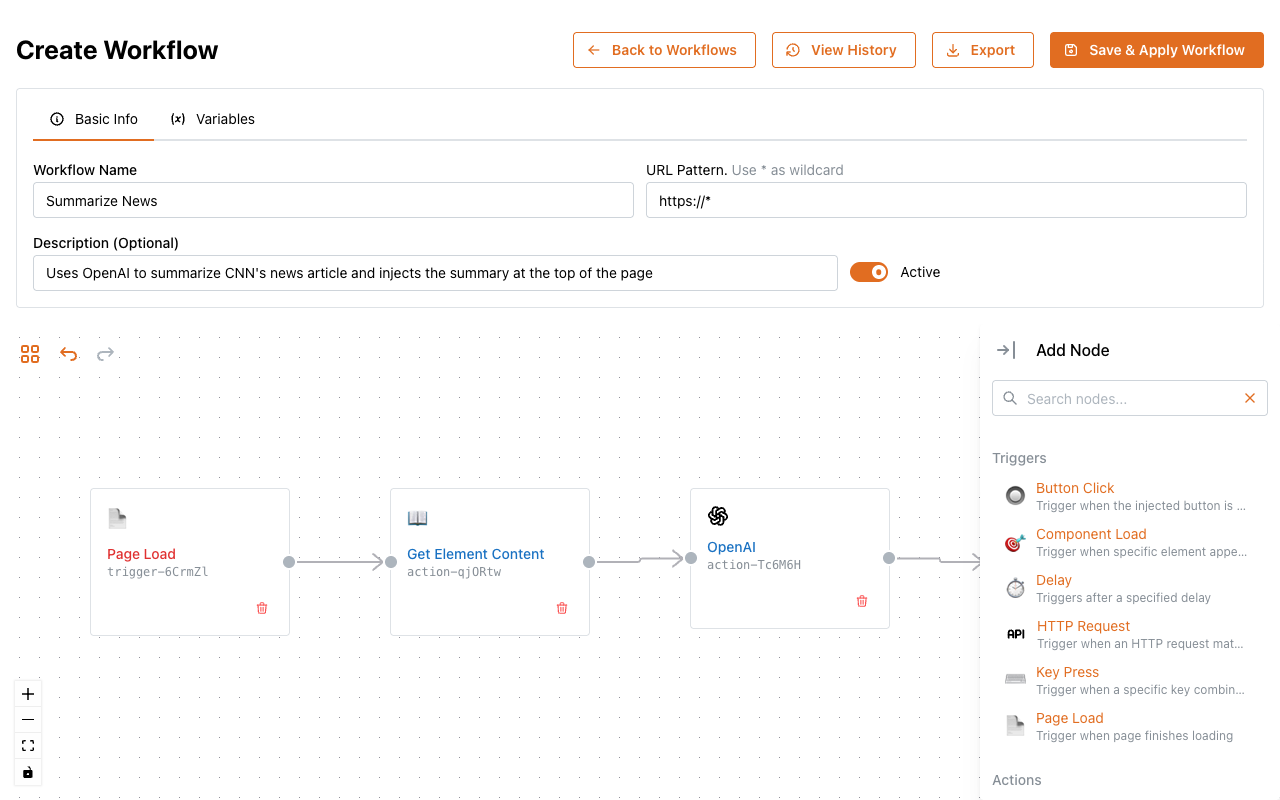 Create Workflow
Back to Workflows
View History
Export
Save & Apply Workflow
Basic Info
(x) Variables
Workflow Name
URL Pattern. Use * as wildcard
Summarize News
https://*
Description (Optional)
Uses OpenAI to summarize CNN's news article and injects the summary at the top of the page
Active
Add Node
Search nodes...
Triggers
Button Click
Trigger when the injected button is ...
Component Load
Trigger when specific element appe...
Delay
Triggers after a specified delay
API
HTTP Request
Trigger when an HTTP request mat...
Key Press
Trigger when a specific key combin...
Page Load
Trigger when page finishes loading
Actions
Page Load
trigger-6CrmZl
Get Element Content
action-qjORtw
OpenAI
action-Tc6M6H